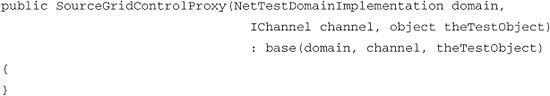 public SourceGridControlProxy(NetTestDomainImplementation domain,
IChannel channel, object theTestObject)
: base(domain, channel, theTestObject)
{
}